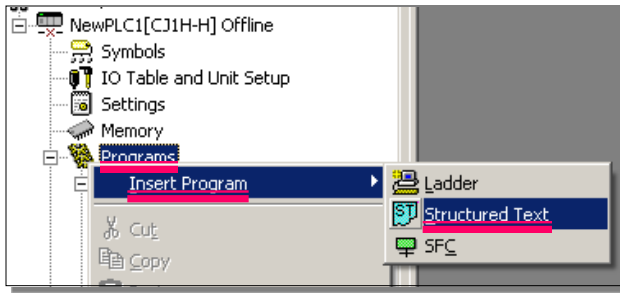 NewPLC1[CJ1H-H] Offline
Symbols
IO Table and Unit Setup
Settings
Memory
Programs
Insert Program
Ladder
Structured Text
SFC
Cut
Copy